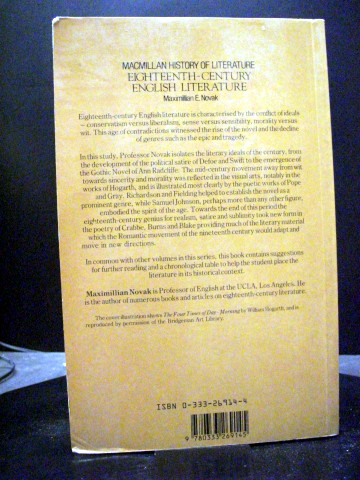 MACMILLAN HISTORY OF LITERATURE
EIGHTEENTH-CENTURY
ENGLISH LITERATURE
Maximillian E. Novak
Eighteenth-century English literature is characterised by the conflict of ideals
– conservatism versus liberalism, sense versus sensibility, morality versus
wit. This age of contradictions witnessed the rise of the novel and the decline
of genres such as the epic and tragedy.
In this study, Professor Novak isolates the literary ideals of the century, from
the development of the political satire of Defoe and Swift to the emergence of
the Gothic Novel of Ann Radcliffe. The mid-century movement away from wit
towards sincerity and morality was reflected in the visual arts, notably in the
works of Hogarth, and is illustrated most clearly by the poetic works of Pope
and Gray. Richardson and Fielding helped to establish the novel as a
prominent genre, while Samuel Johnson, perhaps more than any other figure,
embodied the spirit of the age. Towards the end of this period the
eighteenth-century genius for realism, satire and sublimity took new form in
the poetry of Crabbe, Burns and Blake providing much of the literary material
which the Romantic movement of the nineteenth century would adapt and
move in new directions.
In common with other volumes in this series, this book contains suggestions
for further reading and a chronological table to help the student place the
literature in its historical context.
Maximillian Novak is Professor of English at the UCLA, Los Angeles. He
is the author of numerous books and articles on eighteenth-century literature.
The cover illustration shows The Four Times of Day - Morning by William Hogarth, and is
reproduced by permission of the Bridgeman Art Library.
ISBN 0-333-26914-4
9 780333 269145